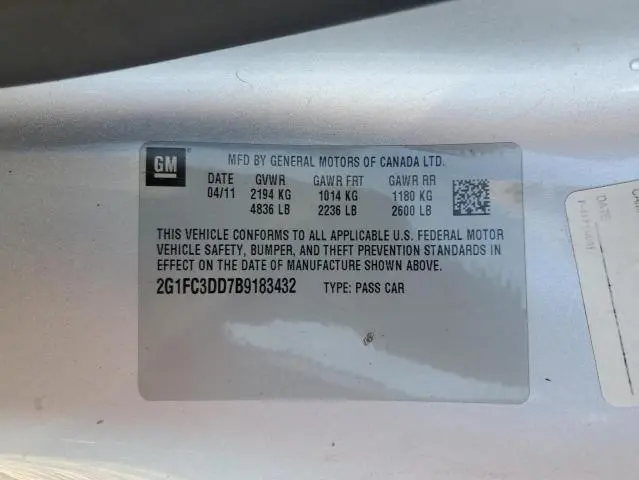 GM
MFD BY GENERAL MOTORS OF CANADA LTD.
DATE GVWR GAWR FRT GAWR RR
04/11 2194 KG 1014 KG 1180 KG
4836 LB 2236 LB 2600 LB
THIS VEHICLE CONFORMS TO ALL APPLICABLE U.S. FEDERAL MOTOR
VEHICLE SAFETY, BUMPER, AND THEFT PREVENTION STANDARDS IN
EFFECT ON THE DATE OF MANUFACTURE SHOWN ABOVE.
2G1FC3DD7B9183432 TYPE: PASS CAR
DATE